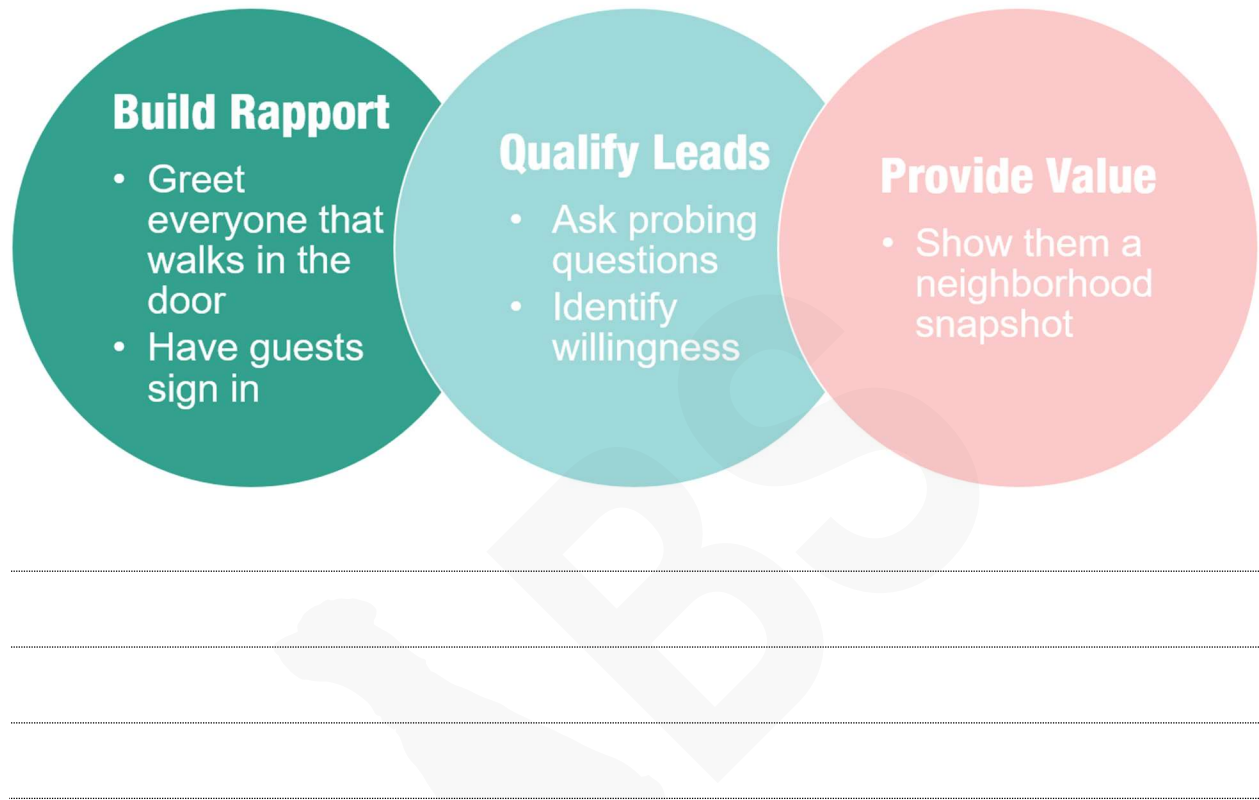 Build Rapport
• Greet
everyone that
walks in the
door
• Have guests
sign in
Qualify Leads
• Ask probing
questions
• Identify
willingness
Provide Value
• Show them a
neighborhood
snapshot
BS